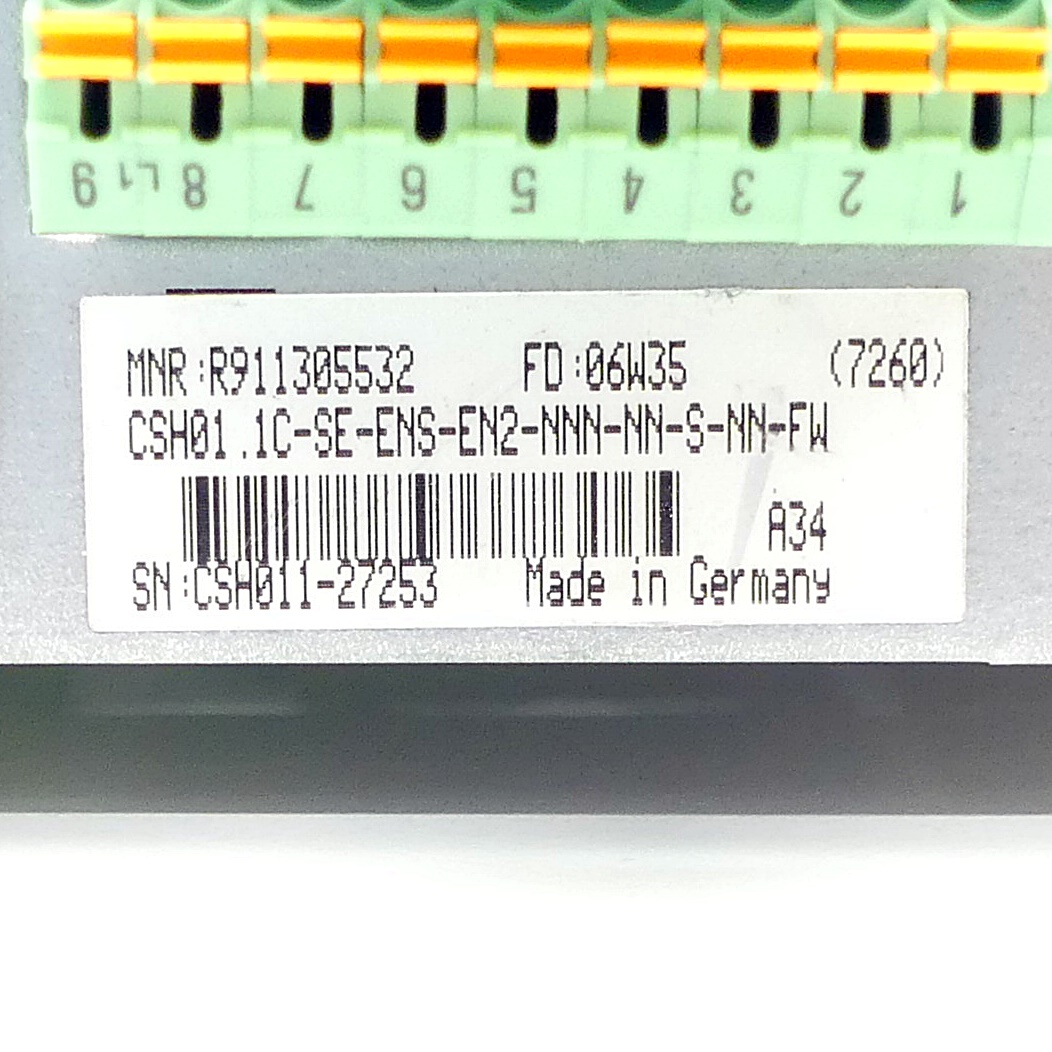 9 L1 8 7 6 5 4 3 2 1
MNR:R911305532 FD:06W35 (7260)
CSH01.1C-SE-ENS-EN2-NNN-NN-S-NN-FW
A34
SN:CSH011-27253 Made in Germany